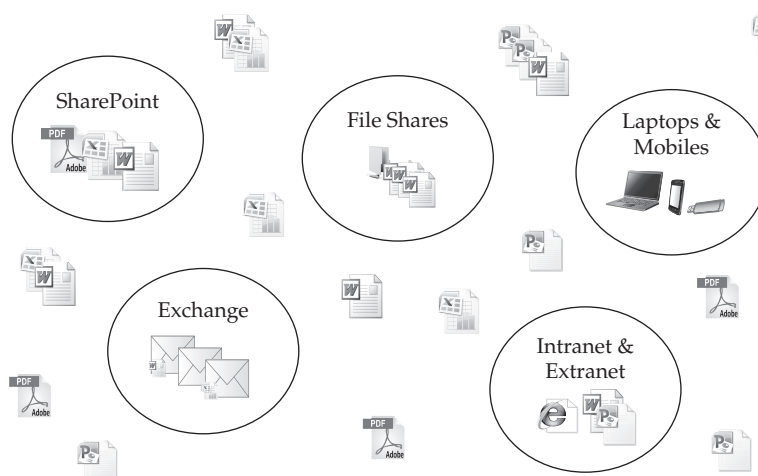 SharePoint
PDF
Adobe
X
W
File Shares
W
W
W
Laptops &
Mobiles
W
X
P
P
W
X
P
X
W
W
X
PDF
Adobe
Exchange
W
X
Intranet &
Extranet
e
W
P
PDF
Adobe
PDF
Adobe
P
P